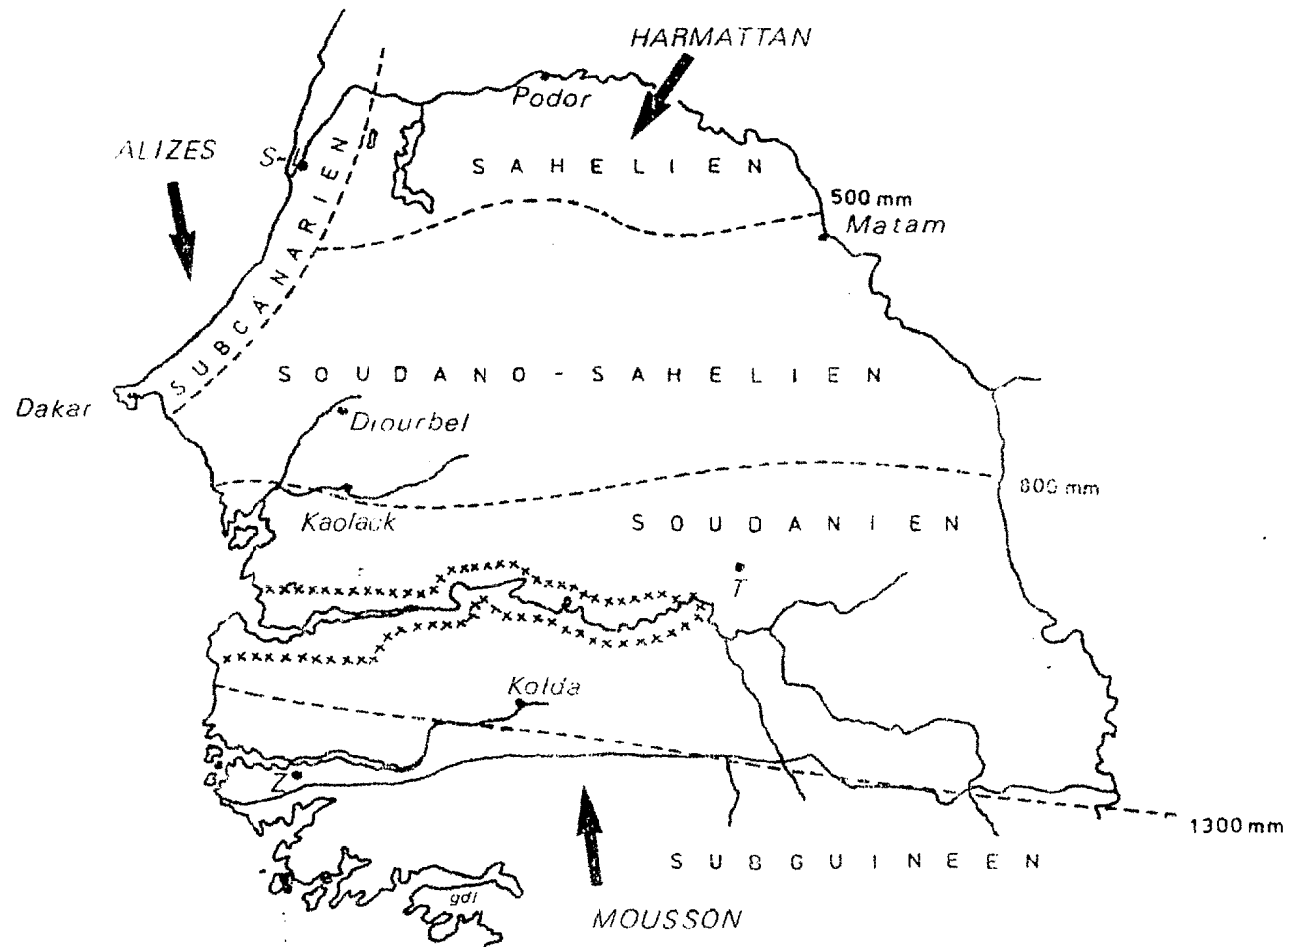 HARMATTAN
Podor
ALIZES
S
SAHELIEN
500 mm
Matam
SUBCANARIEN
SOUDANO-SAHELIEN
Dakar
Diourbel
800 mm
Kaolack
SOUDANIEN
T
Kolda
Z
B
1300 mm
SUBGUINEEN
gdl
MOUSSON